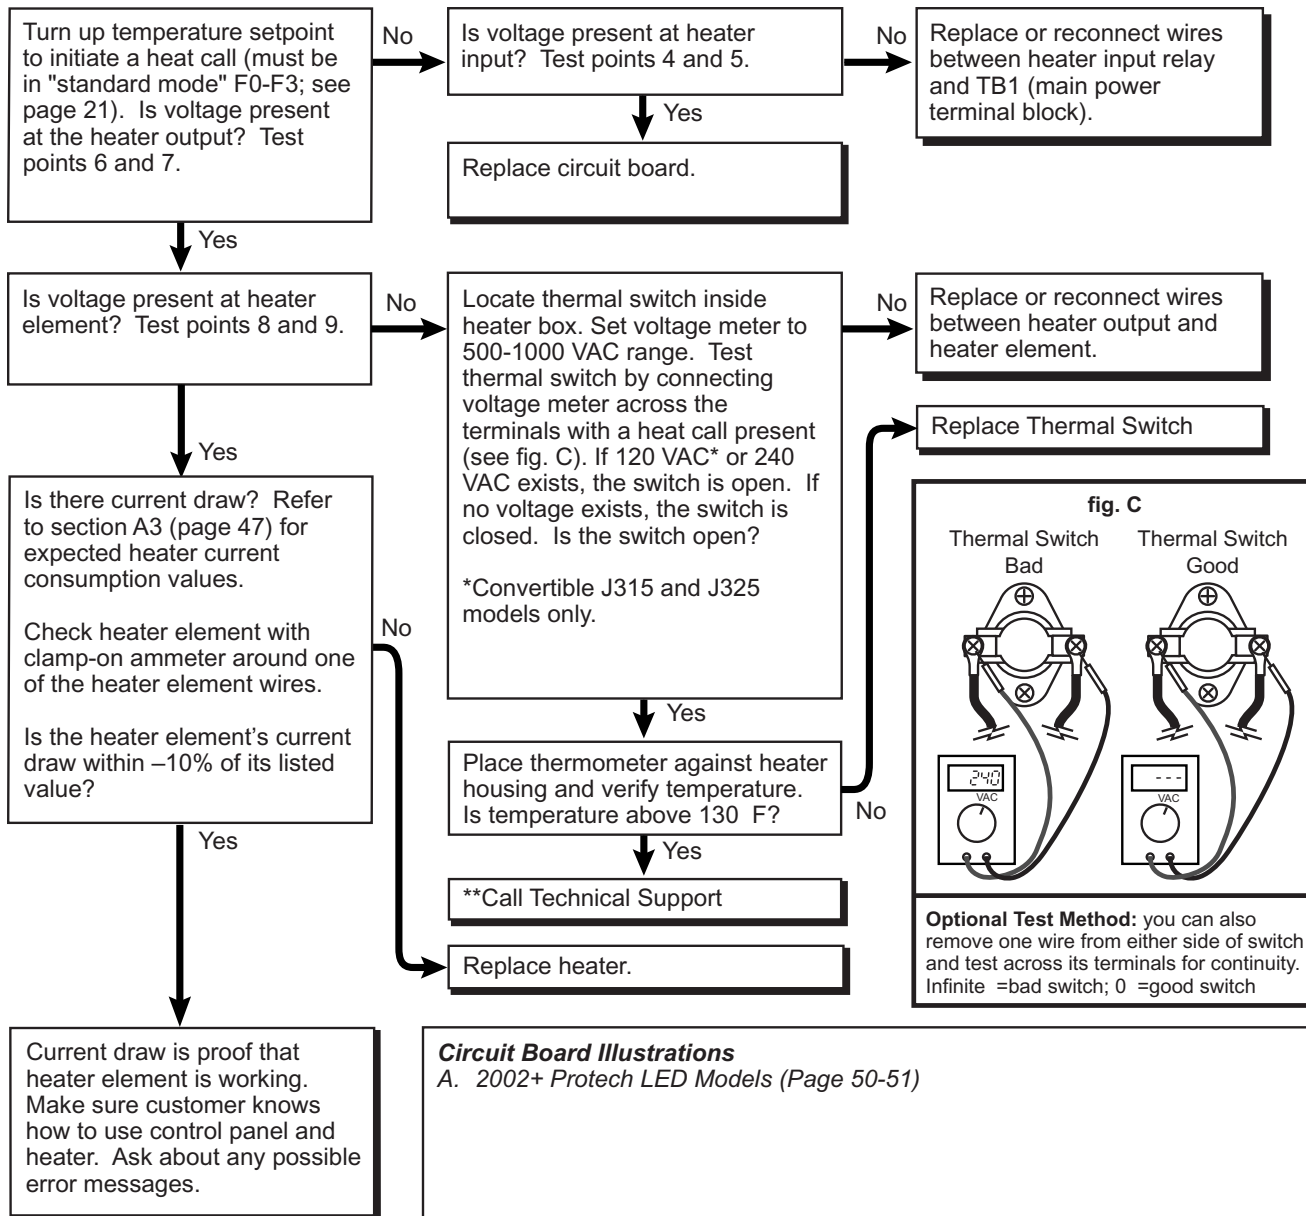 Turn up temperature setpoint
to initiate a heat call (must be
in "standard mode" F0-F3; see
page 21).  Is voltage present
at the heater output?  Test
points 6 and 7.
No
Is voltage present at heater
input?  Test points 4 and 5.
No
Replace or reconnect wires
between heater input relay
and TB1 (main power
terminal block).
Yes
Replace circuit board.
Yes
Is voltage present at heater
element?  Test points 8 and 9.
No
Locate thermal switch inside
heater box. Set voltage meter to
500-1000 VAC range.  Test
thermal switch by connecting
voltage meter across the
terminals with a heat call present
(see fig. C). If 120 VAC* or 240
VAC exists, the switch is open.  If
no voltage exists, the switch is
closed.  Is the switch open?
*Convertible J315 and J325
models only.
No
Replace or reconnect wires
between heater output and
heater element.
Replace Thermal Switch
Yes
Is there current draw?  Refer
to section A3 (page 47) for
expected heater current
consumption values.
Check heater element with
clamp-on ammeter around one
of the heater element wires.
Is the heater element's current
draw within –10% of its listed
value?
No
Yes
Place thermometer against heater
housing and verify temperature.
Is temperature above 130  F?
No
Yes
**Call Technical Support
Replace heater.
Yes
Current draw is proof that
heater element is working.
Make sure customer knows
how to use control panel and
heater.  Ask about any possible
error messages.
fig. C
Thermal Switch
Bad
Thermal Switch
Good
240
VAC
---
VAC
Optional Test Method: you can also
remove one wire from either side of switch
and test across its terminals for continuity.
Infinite  =bad switch; 0  =good switch
Circuit Board Illustrations
A.  2002+ Protech LED Models (Page 50-51)